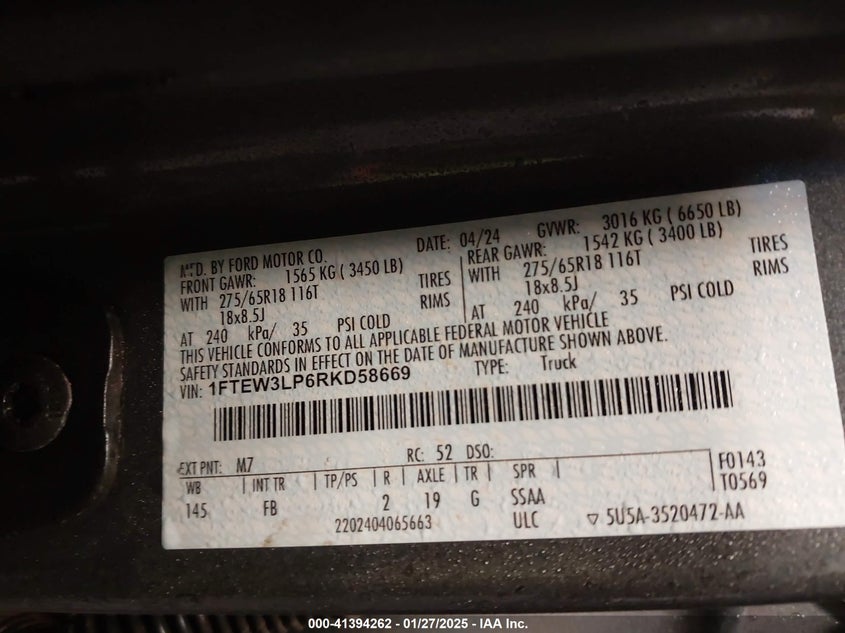 MFD. BY FORD MOTOR CO.
DATE: 04/24
GVWR: 3016 KG ( 6650 LB)
FRONT GAWR: 1565 KG ( 3450 LB)
REAR GAWR: 1542 KG ( 3400 LB)
WITH 275/65R18 116T TIRES
WITH 275/65R18 116T TIRES
18x8.5J RIMS
18x8.5J RIMS
AT 240 kPa/ 35 PSI COLD
AT 240 kPa/ 35 PSI COLD
THIS VEHICLE CONFORMS TO ALL APPLICABLE FEDERAL MOTOR VEHICLE
SAFETY STANDARDS IN EFFECT ON THE DATE OF MANUFACTURE SHOWN ABOVE.
VIN: 1FTEW3LP6RKD58669
TYPE: Truck
EXT PNT: M7 RC: 52 DSO:
WB INT TR TP/PS R AXLE TR SPR
145 FB 2 19 G SSAA
F0143
T0569
2202404065663 ULC ▽ 5U5A-3520472-AA
000-41394262 - 01/27/2025 - IAA Inc.